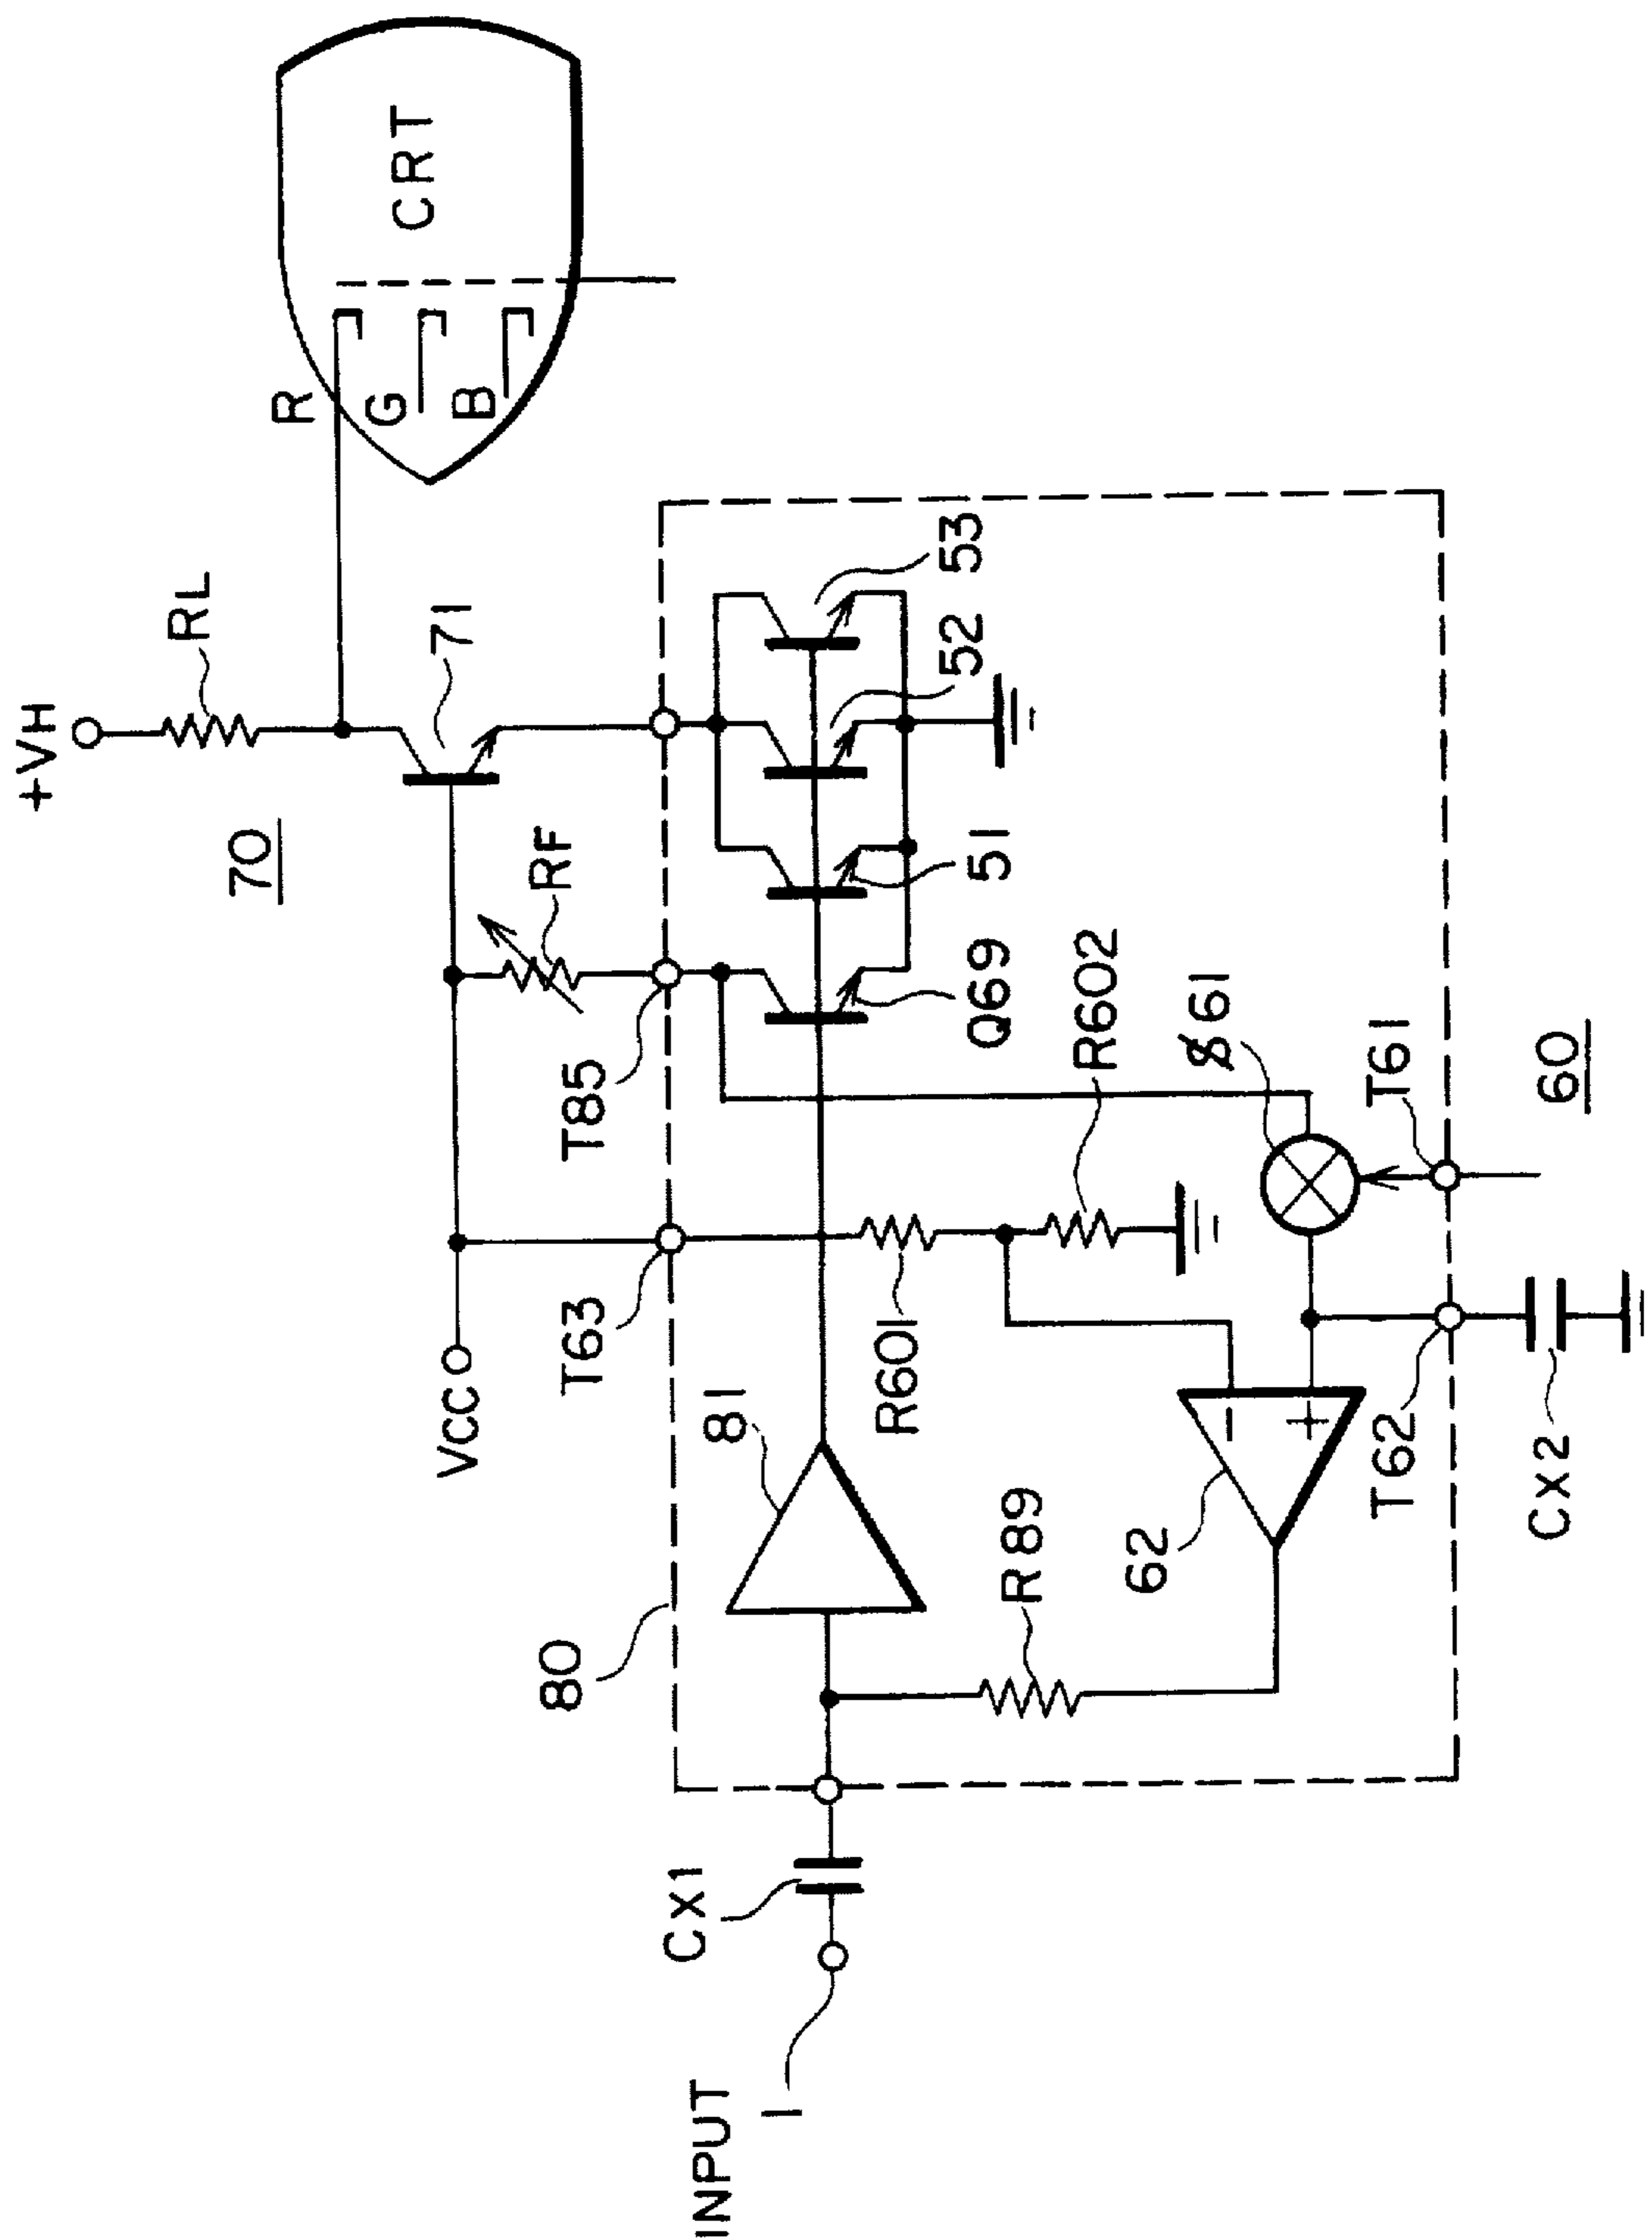 +VH
RL
70
71
R
G
B
CRT
VCC
RF
T63
T85
80
81
Q69
51
52
53
INPUT
1
CX1
R89
R601
R602
62
-
+
S61
T61
T62
60
CX2